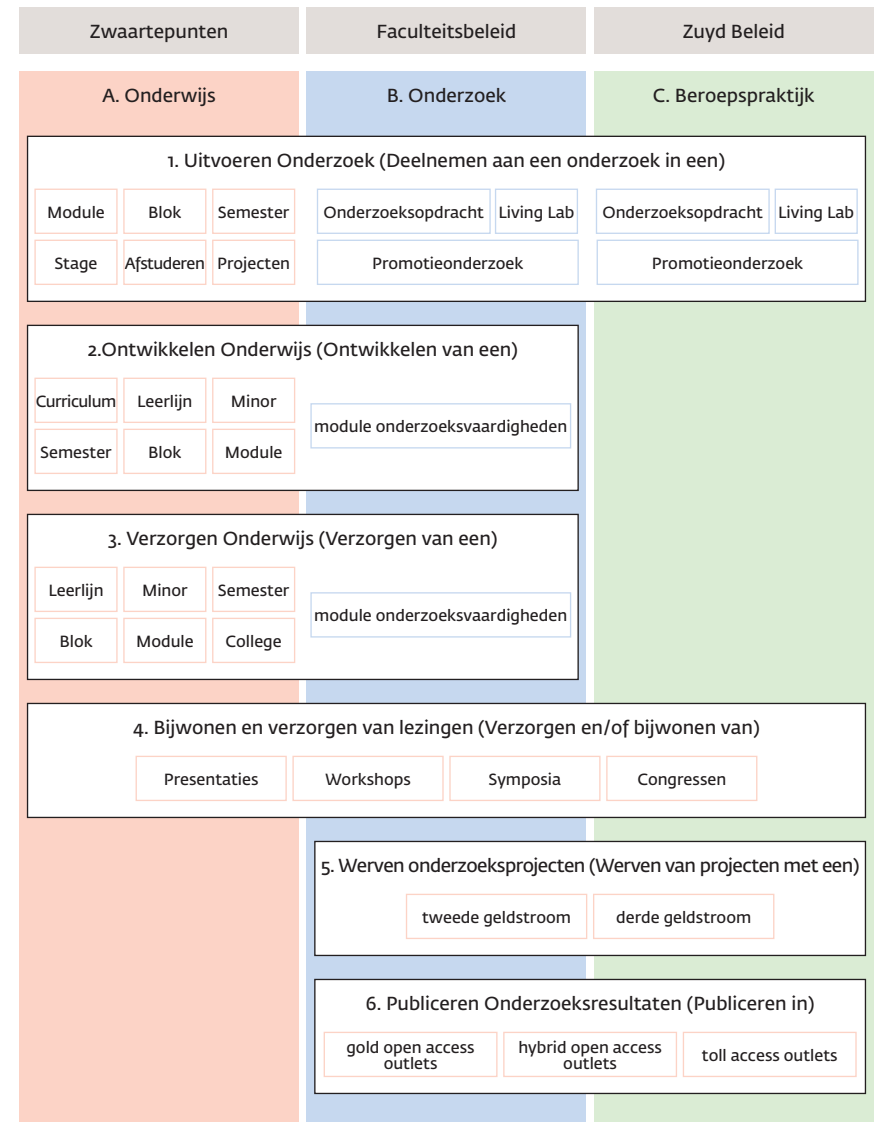 Zwaartepunten
Faculteitsbeleid
Zuyd Beleid
A. Onderwijs
B. Onderzoek
C. Beroepspraktijk
1. Uitvoeren Onderzoek (Deelnemen aan een onderzoek in een)
Module
Blok
Semester
Onderzoeksopdracht
Living Lab
Onderzoeksopdracht
Living Lab
Stage
Afstuderen
Projecten
Promotieonderzoek
Promotieonderzoek
2.Ontwikkelen Onderwijs (Ontwikkelen van een)
Curriculum
Leerlijn
Minor
module onderzoeksvaardigheden
Semester
Blok
Module
3. Verzorgen Onderwijs (Verzorgen van een)
Leerlijn
Minor
Semester
module onderzoeksvaardigheden
Blok
Module
College
4. Bijwonen en verzorgen van lezingen (Verzorgen en/of bijwonen van)
Presentaties
Workshops
Symposia
Congressen
5. Werven onderzoeksprojecten (Werven van projecten met een)
tweede geldstroom
derde geldstroom
6. Publiceren Onderzoeksresultaten (Publiceren in)
gold open access
outlets
hybrid open access
outlets
toll access outlets